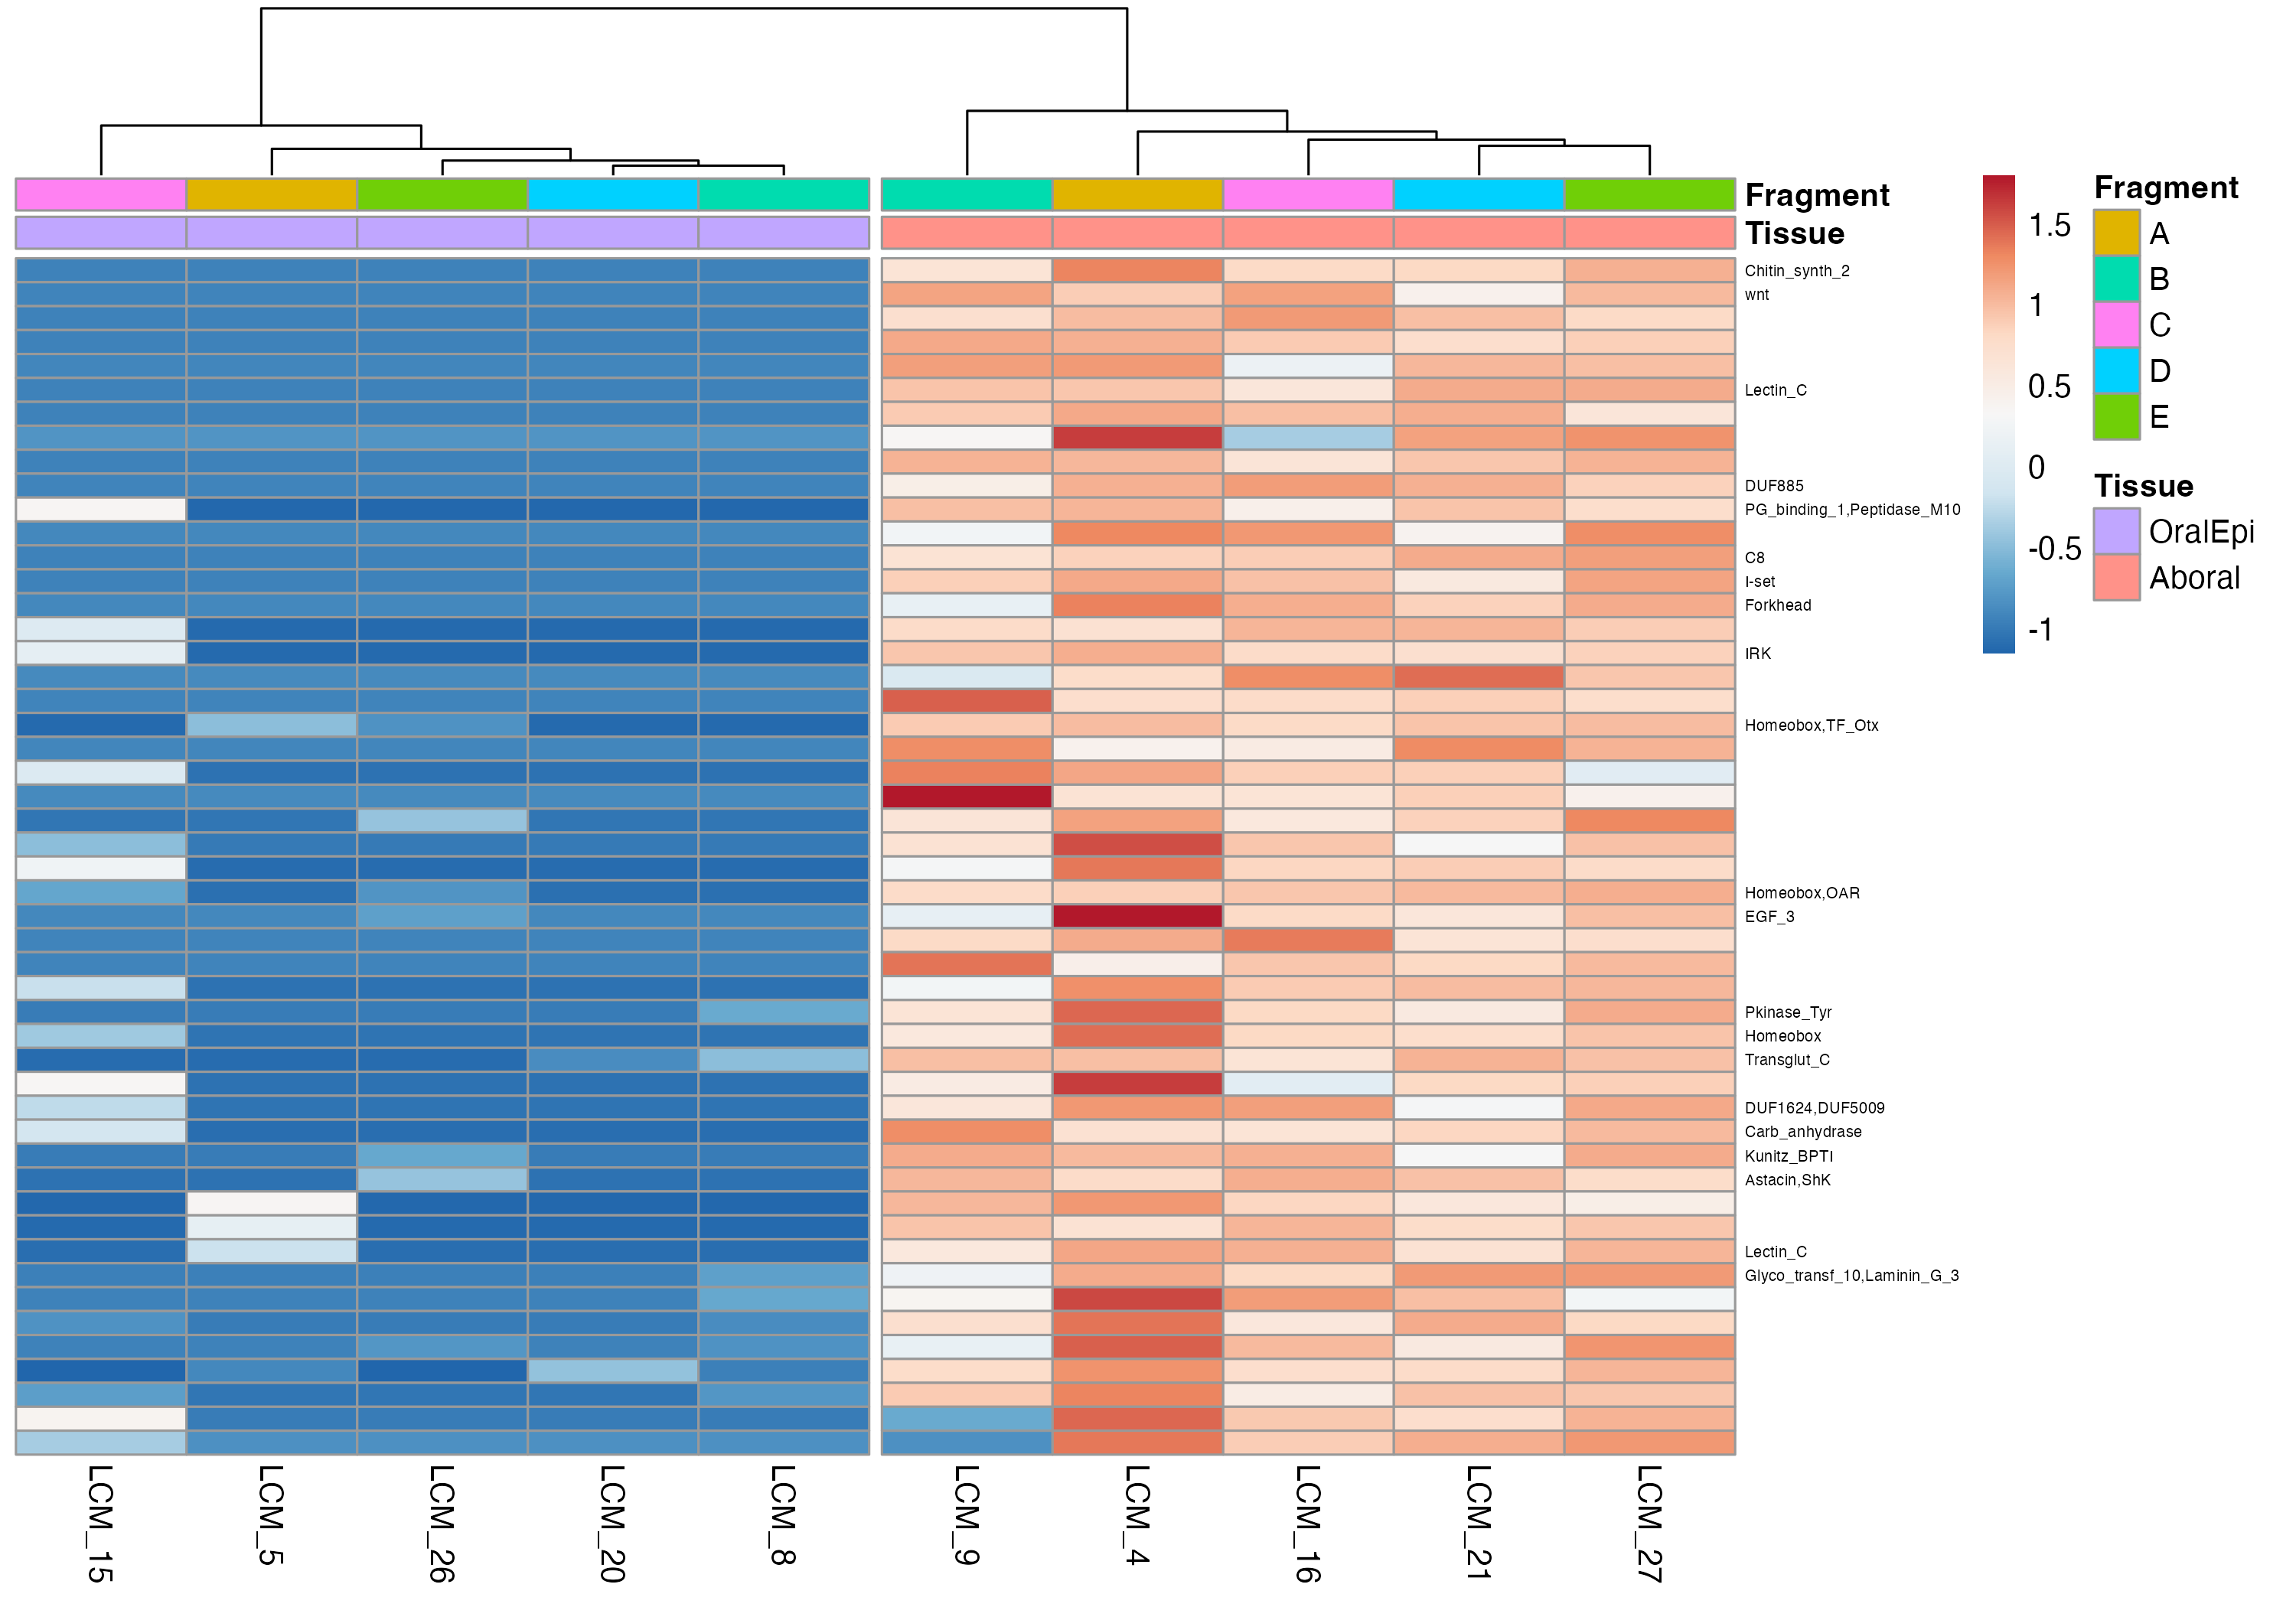 Fragment
Tissue
Chitin_synth_2
wnt
Lectin_C
DUF885
PG_binding_1,Peptidase_M10
C8
I-set
Forkhead
IRK
Homeobox,TF_Otx
Homeobox,OAR
EGF_3
Pkinase_Tyr
Homeobox
Transglut_C
DUF1624,DUF5009
Carb_anhydrase
Kunitz_BPTI
Astacin,ShK
Lectin_C
Glyco_transf_10,Laminin_G_3
LCM_15
LCM_5
LCM_26
LCM_20
LCM_8
LCM_9
LCM_4
LCM_16
LCM_21
LCM_27
1.5
1
0.5
0
-0.5
-1
Fragment
A
B
C
D
E
Tissue
OralEpi
Aboral